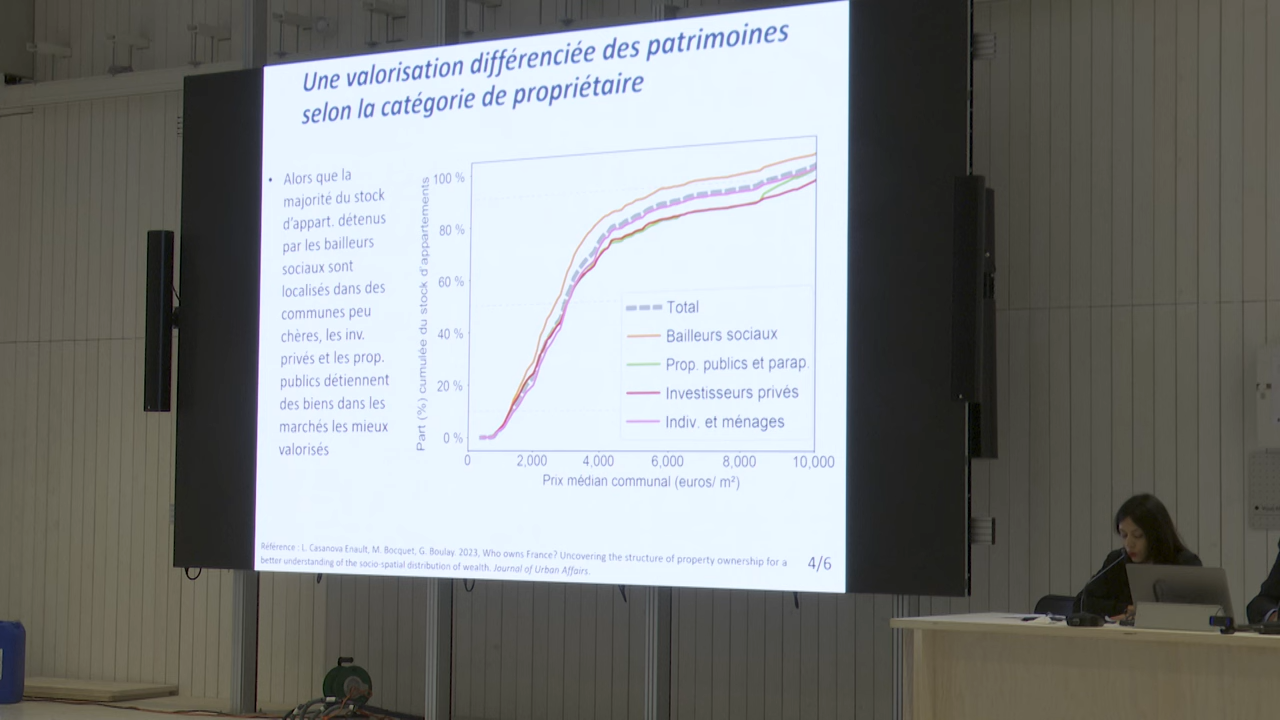 Une valorisation différenciée des patrimoines
selon la catégorie de propriétaire
• Alors que la
majorité du stock
d'appart. détenus
par les bailleurs
sociaux sont
localisés dans des
communes peu
chères, les inv.
privés et les prop.
publics détiennent
des biens dans les
marchés les mieux
valorisés
Part (%) cumulée du stock d'appartements
100 %
80 %
60 %
40 %
20 %
0 %
0 2,000 4,000 6,000 8,000 10,000
Prix médian communal (euros/ m²)
Total
Bailleurs sociaux
Prop. publics et parap.
Investisseurs privés
Indiv. et ménages
Référence : L. Casanova Enault, M. Bocquet, G. Boulay. 2023, Who owns France? Uncovering the structure of property ownership for a
better understanding of the socio-spatial distribution of wealth. Journal of Urban Affairs.
4/6